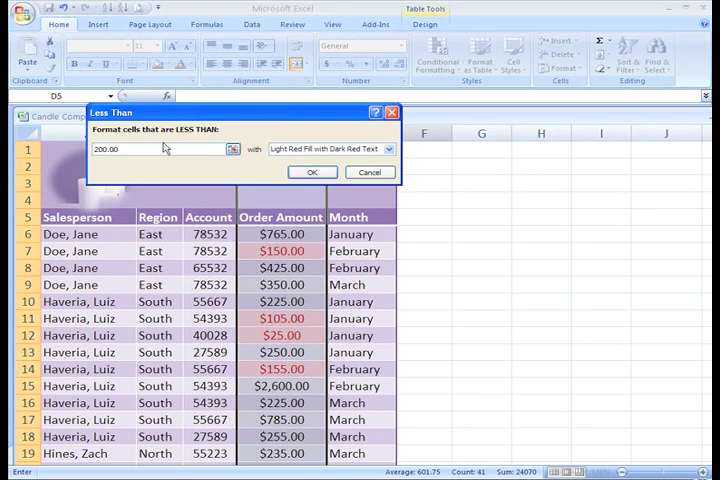 Microsoft Excel
Table Tools
Home Insert Page Layout Formulas Data Review View Add-Ins Design
Paste
11
General
Conditional Formatting
Format as Table
Cell Styles
Insert
Delete
Format
Sort & Filter
Find & Select
Clipboard Font Alignment Number Styles Cells Editing
D5
Candle Comp
F G H I J
Less Than
Format cells that are LESS THAN:
200.00 with Light Red Fill with Dark Red Text
OK Cancel
1
2
3
4
5 Salesperson Region Account Order Amount Month
6 Doe, Jane East 78532 $765.00 January
7 Doe, Jane East 78532 $150.00 February
8 Doe, Jane East 65532 $425.00 February
9 Doe, Jane East 78532 $350.00 March
10 Haveria, Luiz South 55667 $225.00 January
11 Haveria, Luiz South 54393 $105.00 January
12 Haveria, Luiz South 40028 $25.00 January
13 Haveria, Luiz South 27589 $250.00 January
14 Haveria, Luiz South 55667 $155.00 February
15 Haveria, Luiz South 54393 $2,600.00 February
16 Haveria, Luiz South 54393 $225.00 March
17 Haveria, Luiz South 55667 $785.00 March
18 Haveria, Luiz South 27589 $255.00 March
19 Hines, Zach North 55223 $235.00 March
Enter Average: 601.75 Count: 41 Sum: 24070